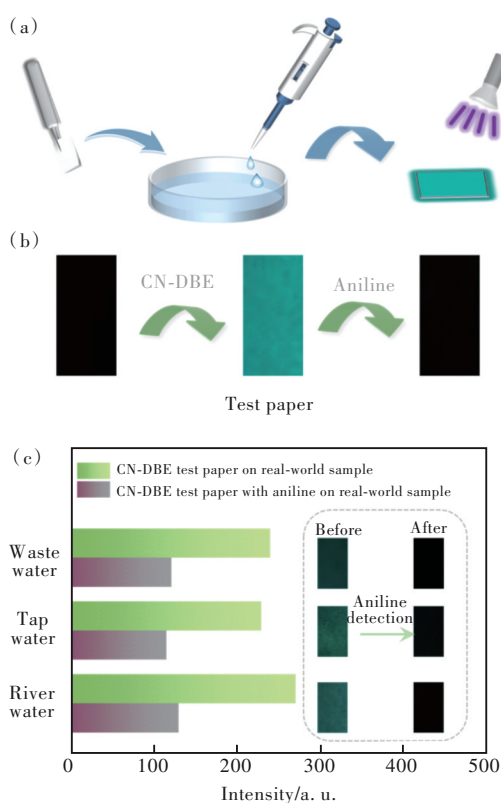 (a)
(b)
CN-DBE
Aniline
Test paper
(c)
CN-DBE test paper on real-world sample
CN-DBE test paper with aniline on real-world sample
Before
After
Waste
water
Aniline
detection
Tap
water
River
water
0
100
200
300
400
500
Intensity/a. u.